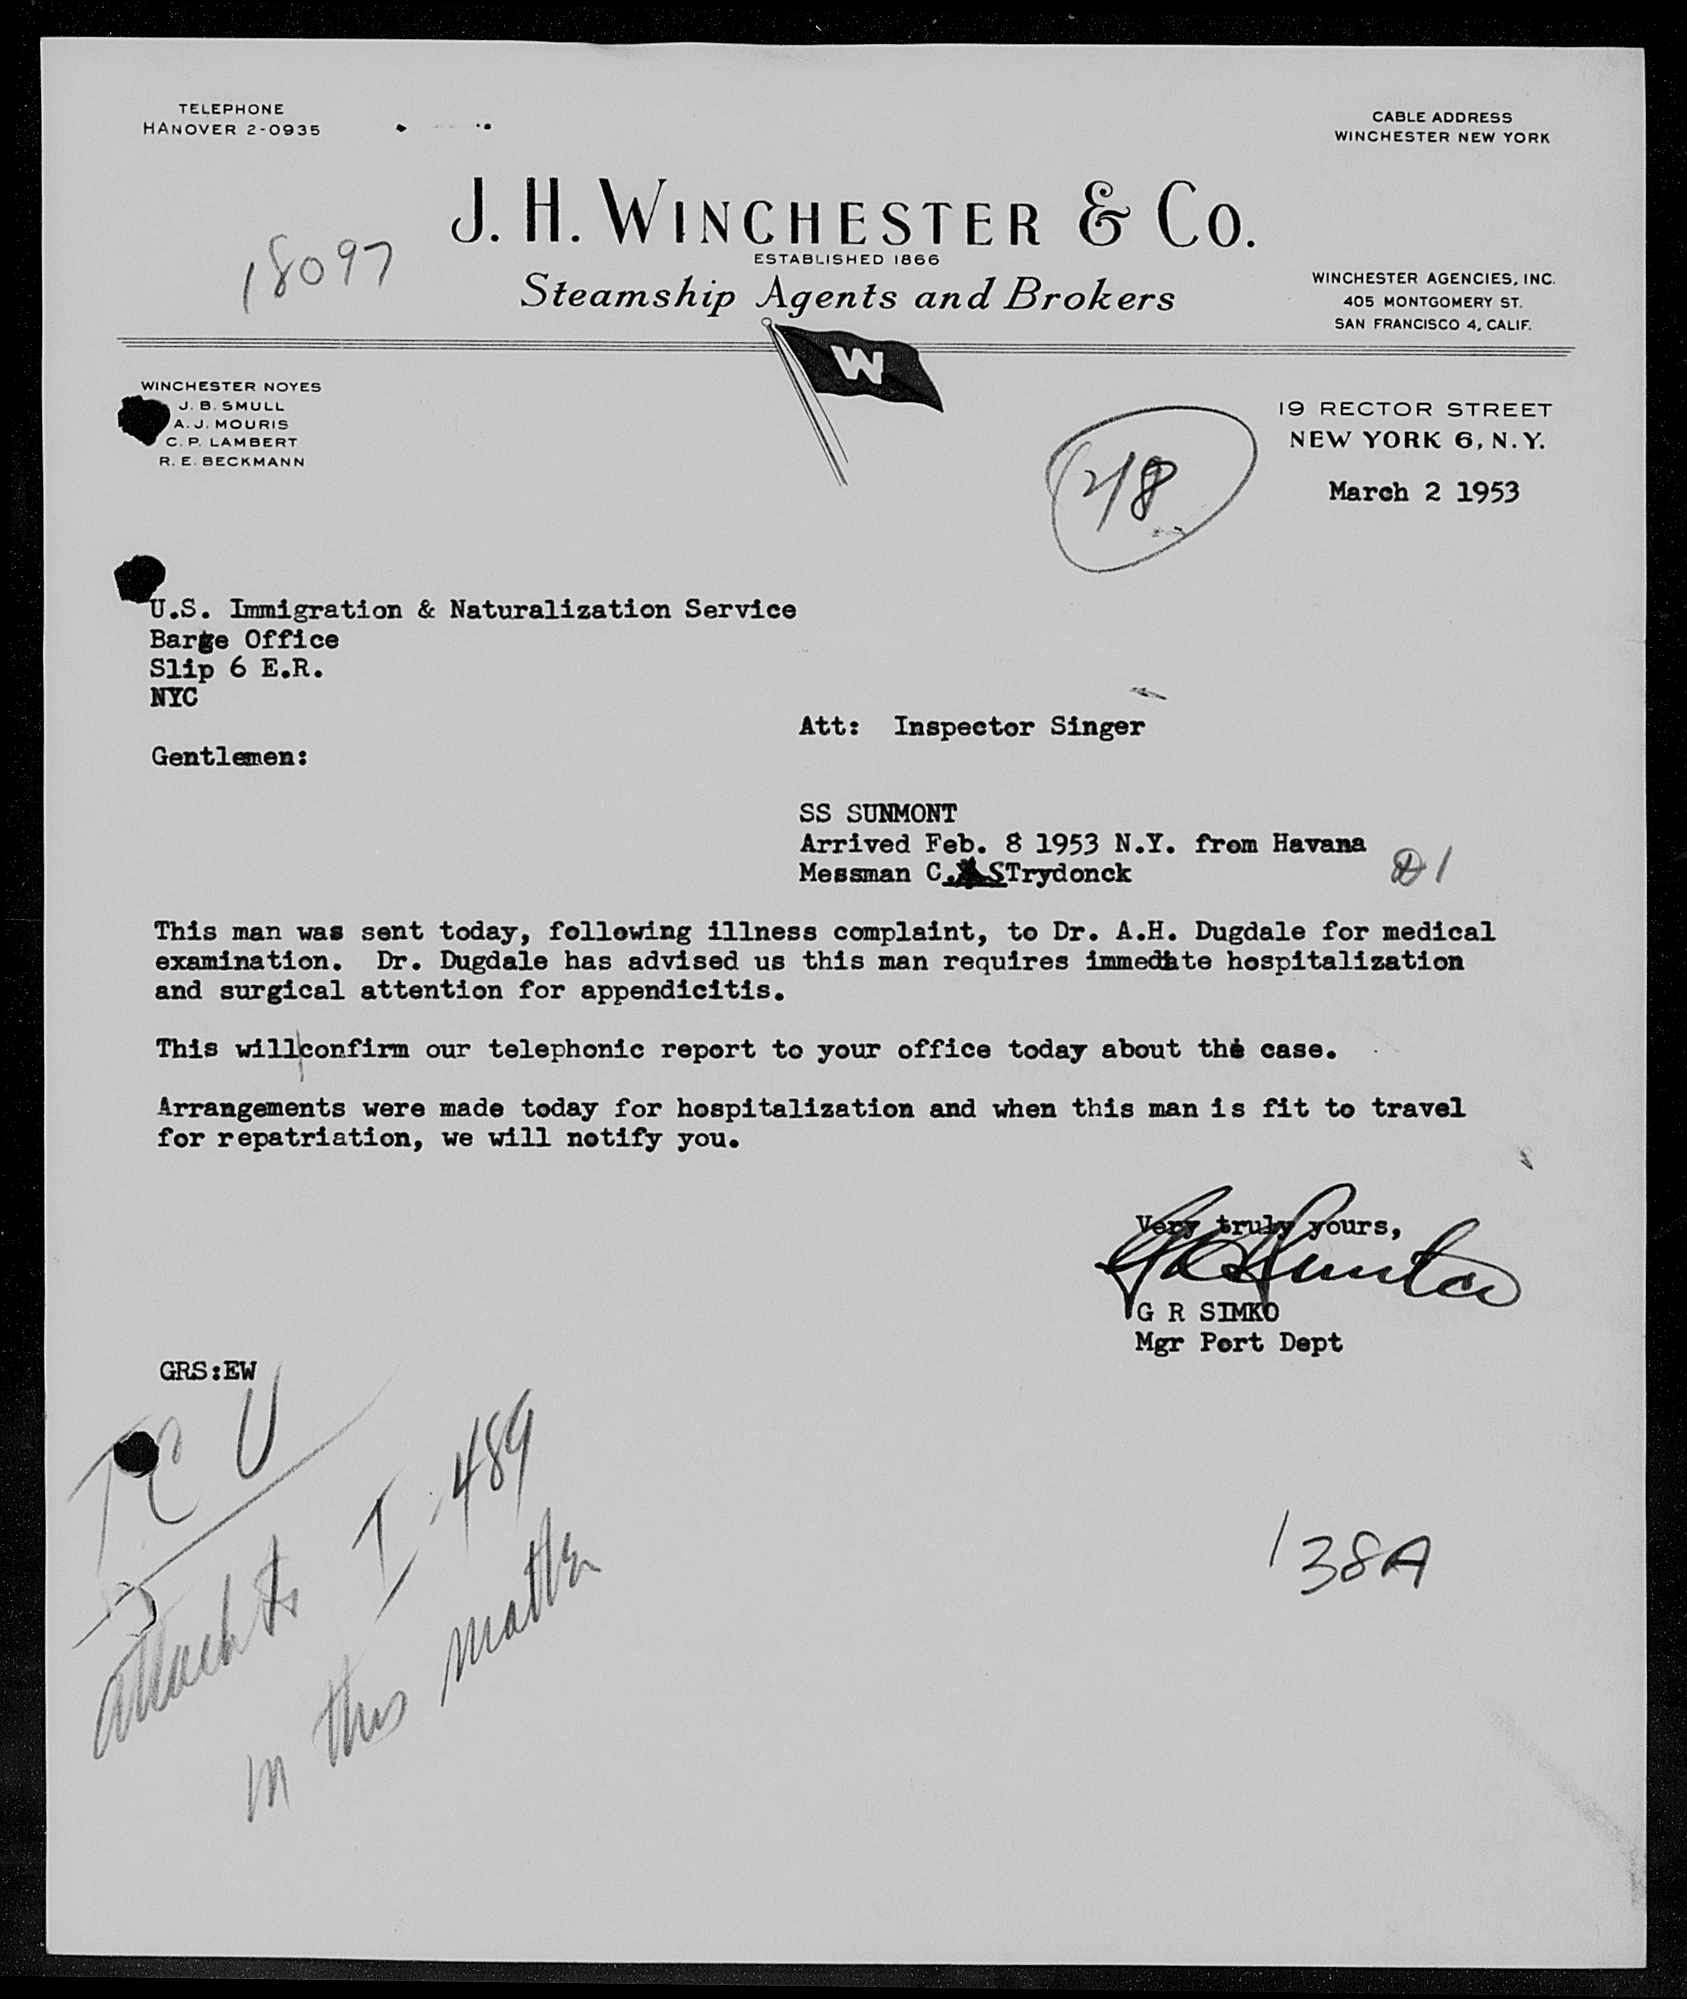 TELEPHONE
HANOVER 2-0935
CABLE ADDRESS
WINCHESTER NEW YORK
J. H. WINCHESTER & CO.
ESTABLISHED 1866
Steamship Agents and Brokers
18097
WINCHESTER AGENCIES, INC.
405 MONTGOMERY ST.
SAN FRANCISCO 4, CALIF.
W
WINCHESTER NOYES
J. B. SMULL
A. J. MOURIS
C. P. LAMBERT
R. E. BECKMANN
19 RECTOR STREET
NEW YORK 6, N.Y.
March 2 1953
U.S. Immigration & Naturalization Service
Barge Office
Slip 6 E.R.
NYC
Att: Inspector Singer
Gentlemen:
SS SUNMONT
Arrived Feb. 8 1953 N.Y. from Havana
Messman C. STrydonck
This man was sent today, following illness complaint, to Dr. A.H. Dugdale for medical
examination. Dr. Dugdale has advised us this man requires immediate hospitalization
and surgical attention for appendicitis.
This will confirm our telephonic report to your office today about the case.
Arrangements were made today for hospitalization and when this man is fit to travel
for repatriation, we will notify you.
Very truly yours,
G R SIMKO
Mgr Port Dept
GRS:EW
attach to I-489
in this matter
138A